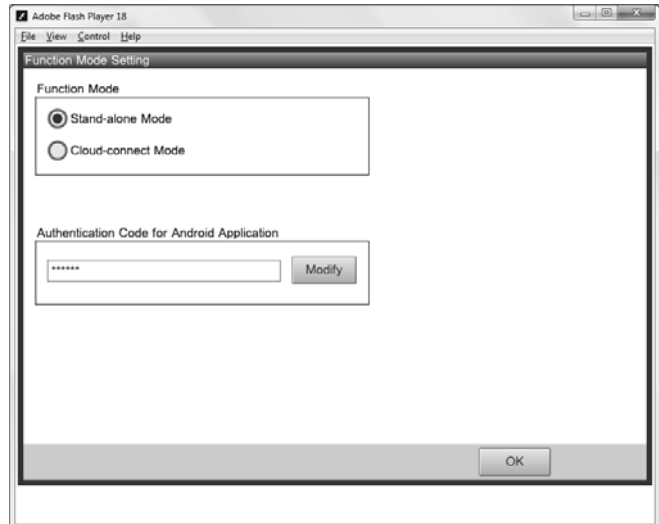 Adobe Flash Player 18
File View Control Help
Function Mode Setting
Function Mode
Stand-alone Mode
Cloud-connect Mode
Authentication Code for Android Application
******
Modify
OK